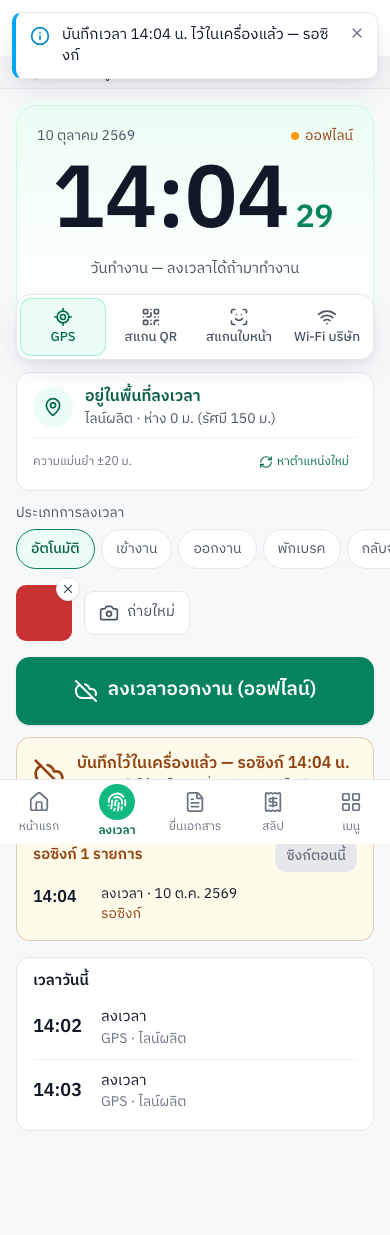 บันทึกเวลา 14:04 น. ไว้ในเครื่องแล้ว — รอซิ
งก์
10 ตุลาคม 2569
ออฟไลน์
14:04 29
วันทำงาน — ลงเวลาได้ถ้ามาทำงาน
GPS
สแกน QR
สแกนใบหน้า
Wi-Fi บริษัท
อยู่ในพื้นที่ลงเวลา
ไลน์ผลิต · ห่าง 0 ม. (รัศมี 150 ม.)
ความแม่นยำ ±20 ม.
หาตำแหน่งใหม่
ประเภทการลงเวลา
อัตโนมัติ
เข้างาน
ออกงาน
พักเบรค
ถ่ายใหม่
ลงเวลาออกงาน (ออฟไลน์)
บันทึกไว้ในเครื่องแล้ว — รอซิงก์ 14:04 น.
หน้าแรก
ลงเวลา
ยื่นเอกสาร
สลิป
เมนู
รอซิงก์ 1 รายการ
ซิงก์ตอนนี้
14:04
ลงเวลา · 10 ต.ค. 2569
รอซิงก์
เวลาวันนี้
14:02
ลงเวลา
GPS · ไลน์ผลิต
14:03
ลงเวลา
GPS · ไลน์ผลิต